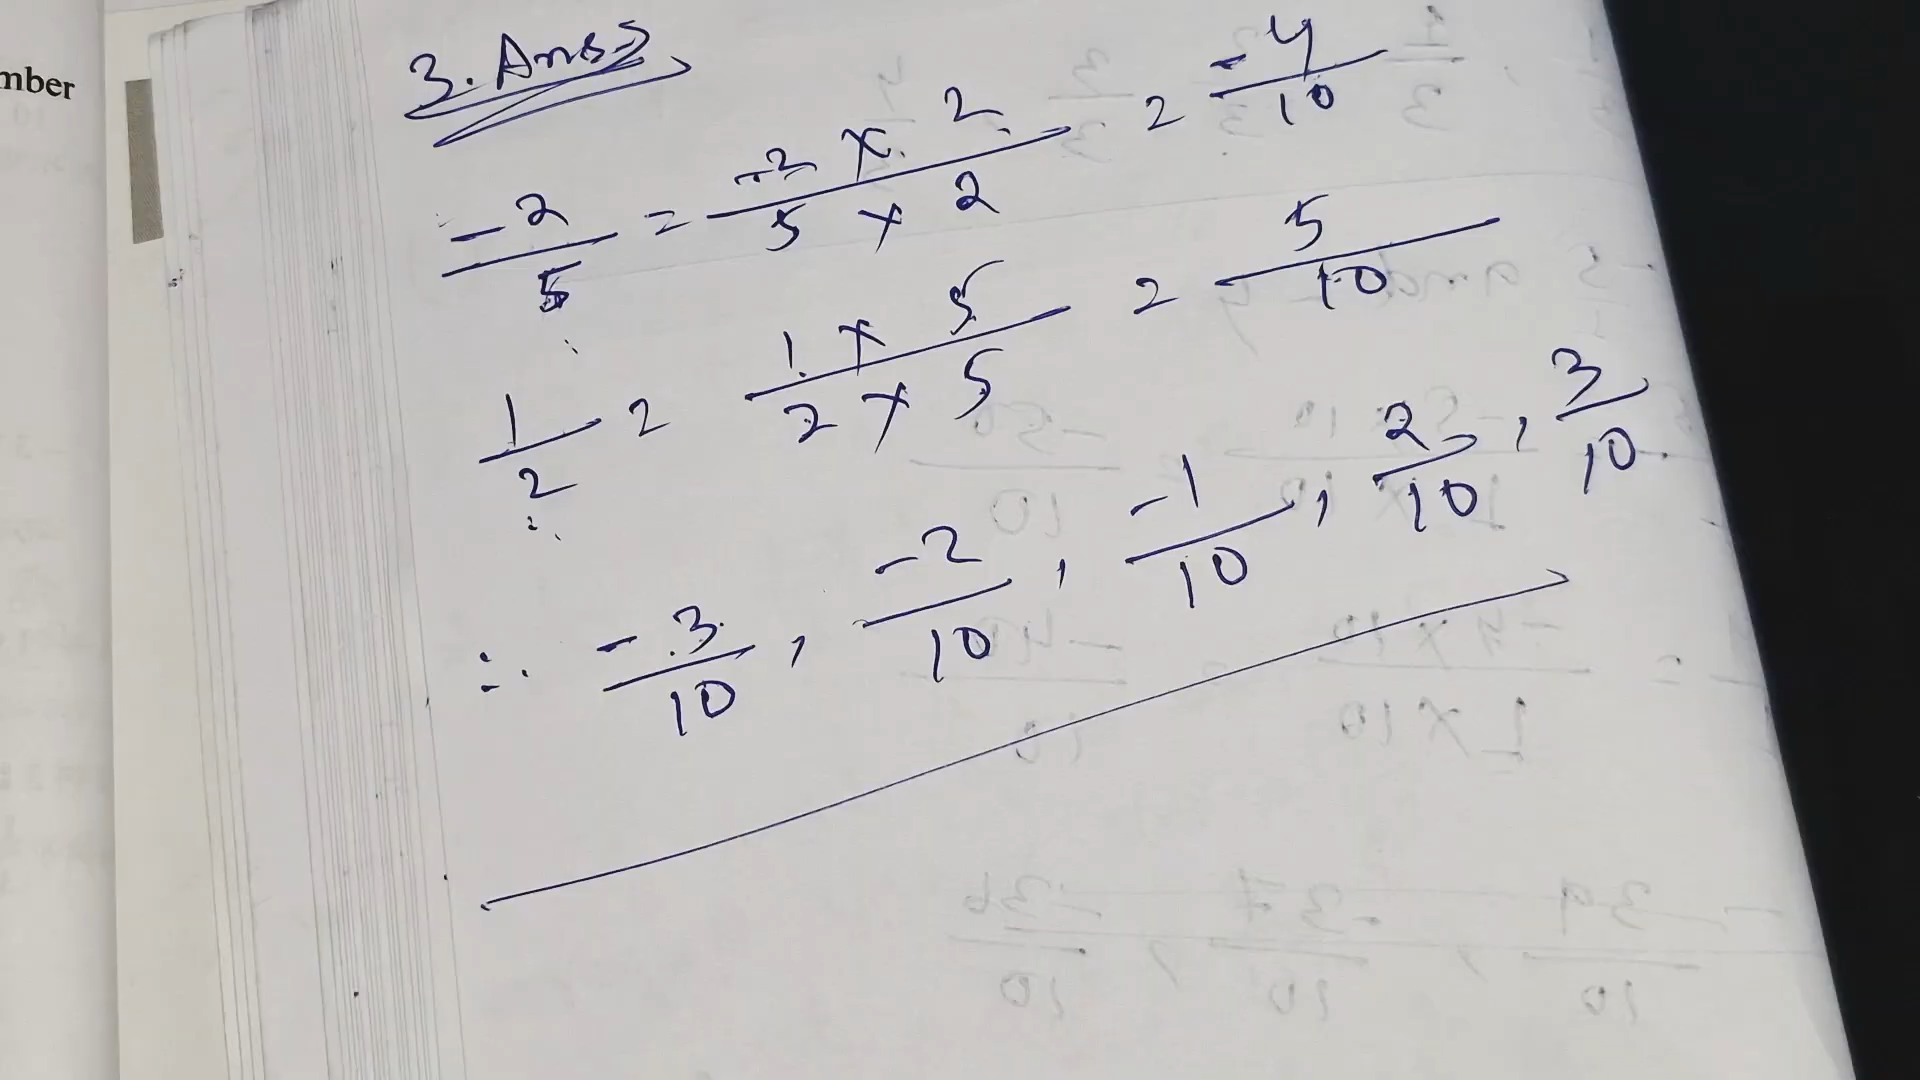 mber
3. Ans→
-2/5 = -2 × 2 / 5 × 2 = -4/10
1/2 = 1 × 5 / 2 × 5 = 5/10
∴ -3/10, -2/10, -1/10, 2/10, 3/10